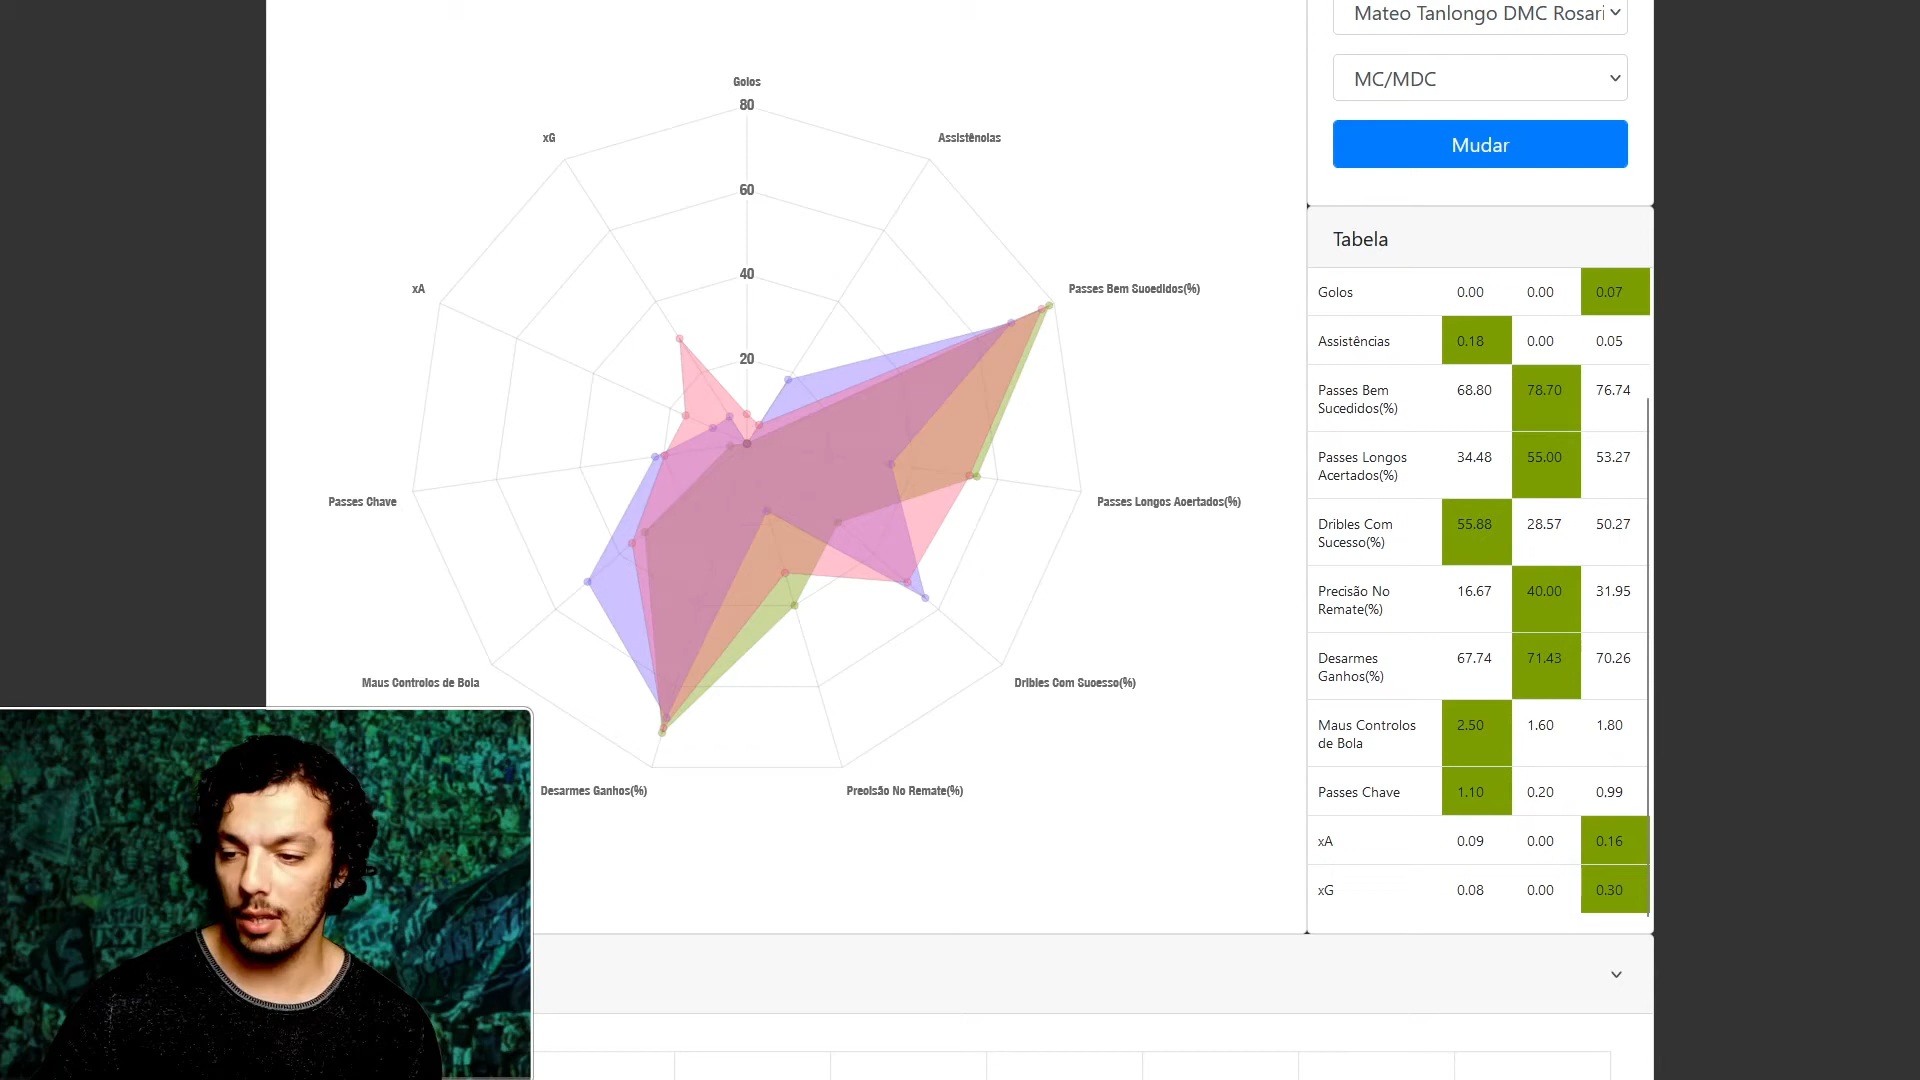 Mateo Tanlongo DMC Rosari
MC/MDC
Mudar
Golos
80
60
40
20
Assistências
Passes Bem Sucedidos(%)
Passes Longos Acertados(%)
Dribles Com Sucesso(%)
Precisão No Remate(%)
Desarmes Ganhos(%)
Maus Controlos de Bola
Passes Chave
xA
xG
Tabela
Golos 0.00 0.00 0.07
Assistências 0.18 0.00 0.05
Passes Bem
Sucedidos(%) 68.80 78.70 76.74
Passes Longos
Acertados(%) 34.48 55.00 53.27
Dribles Com
Sucesso(%) 55.88 28.57 50.27
Precisão No
Remate(%) 16.67 40.00 31.95
Desarmes
Ganhos(%) 67.74 71.43 70.26
Maus Controlos
de Bola 2.50 1.60 1.80
Passes Chave 1.10 0.20 0.99
xA 0.09 0.00 0.16
xG 0.08 0.00 0.30